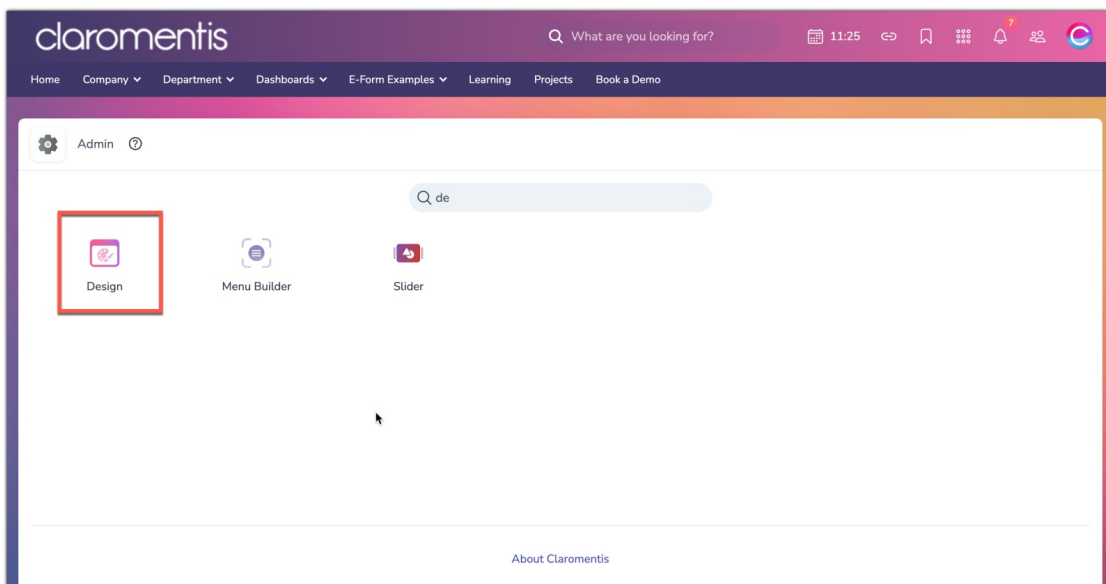 claromentis
What are you looking for?
11:25
7
Home Company Department Dashboards E-Form Examples Learning Projects Book a Demo
Admin ?
de
Design Menu Builder Slider
About Claromentis